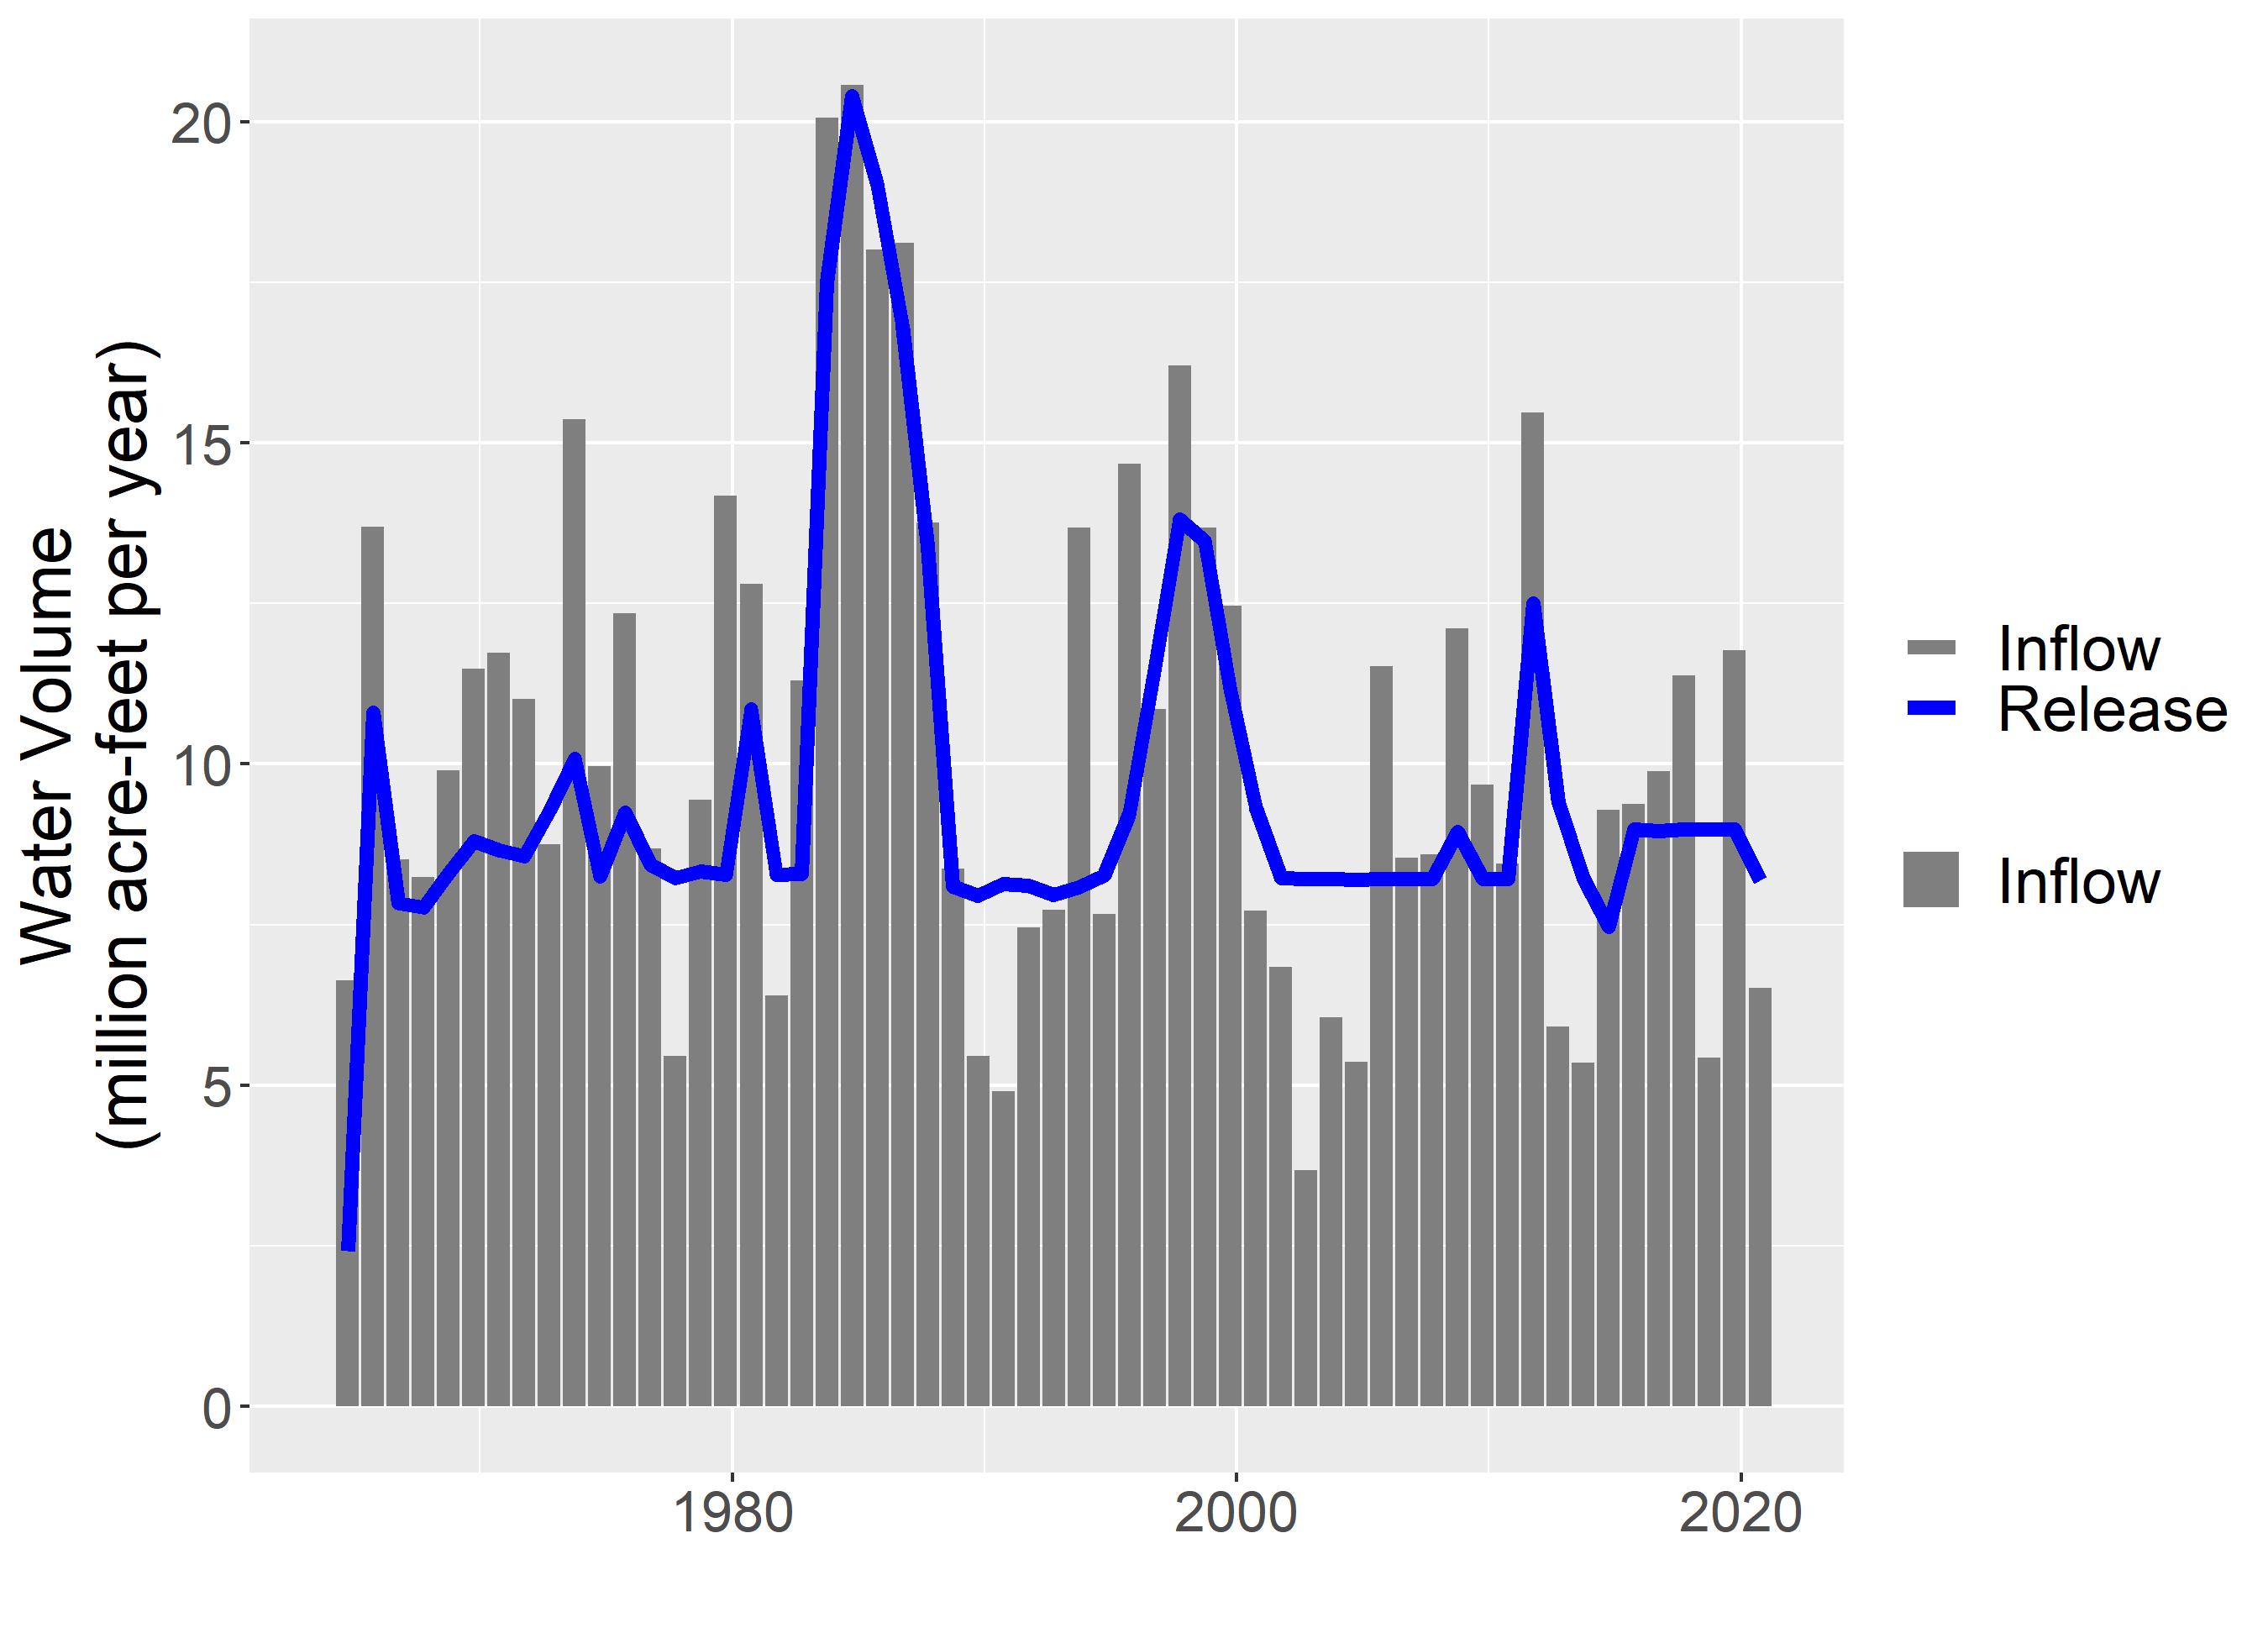 Water Volume
(million acre-feet per year)
20
15
10
5
0
1980
2000
2020
Inflow
Release
Inflow